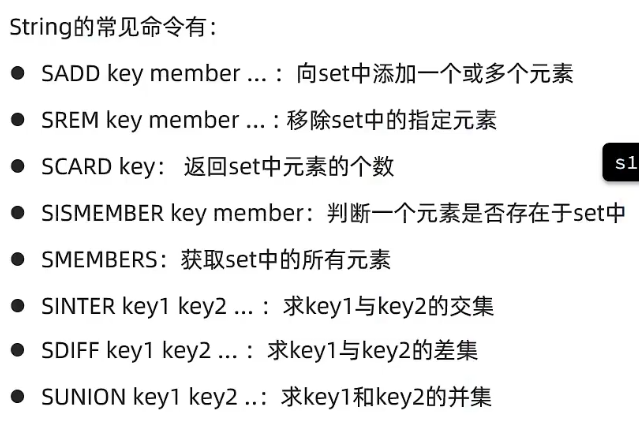 String的常见命令有：
● SADD key member ... ：向set中添加一个或多个元素
● SREM key member ... : 移除set中的指定元素
● SCARD key： 返回set中元素的个数
s1
● SISMEMBER key member：判断一个元素是否存在于set中
● SMEMBERS：获取set中的所有元素
● SINTER key1 key2 ... ：求key1与key2的交集
● SDIFF key1 key2 ... ：求key1与key2的差集
● SUNION key1 key2 ..：求key1和key2的并集